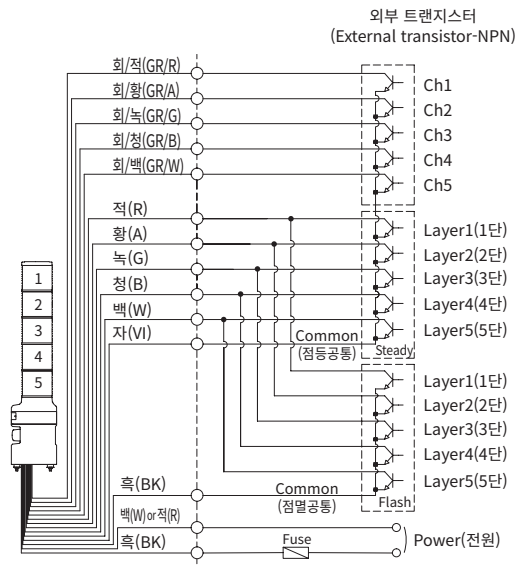 외부 트랜지스터
(External transistor-NPN)
회/적(GR/R)
회/황(GR/A)
회/녹(GR/G)
회/청(GR/B)
회/백(GR/W)
Ch1
Ch2
Ch3
Ch4
Ch5
적(R)
황(A)
녹(G)
청(B)
백(W)
자(VI)
Layer1(1단)
Layer2(2단)
Layer3(3단)
Layer4(4단)
Layer5(5단)
Common
(점등공통)
Steady
1
2
3
4
5
Layer1(1단)
Layer2(2단)
Layer3(3단)
Layer4(4단)
Layer5(5단)
흑(BK)
Common
(점멸공통)
Flash
백(W) or 적(R)
흑(BK)
Fuse
Power(전원)